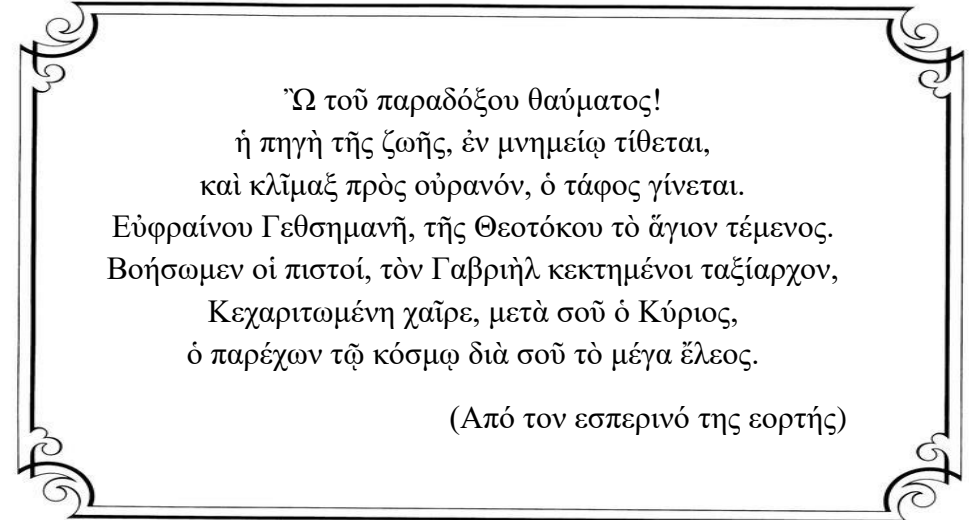 Ὢ τοῦ παραδόξου θαύματος!
ἡ πηγὴ τῆς ζωῆς, ἐν μνημείῳ τίθεται,
καὶ κλῖμαξ πρὸς οὐρανόν, ὁ τάφος γίνεται.
Εὐφραίνου Γεθσημανῆ, τῆς Θεοτόκου τὸ ἅγιον τέμενος.
Βοήσωμεν οἱ πιστοί, τὸν Γαβριὴλ κεκτημένοι ταξίαρχον,
Κεχαριτωμένη χαῖρε, μετὰ σοῦ ὁ Κύριος,
ὁ παρέχων τῷ κόσμῳ διὰ σοῦ τὸ μέγα ἔλεος.
(Από τον εσπερινό της εορτής)